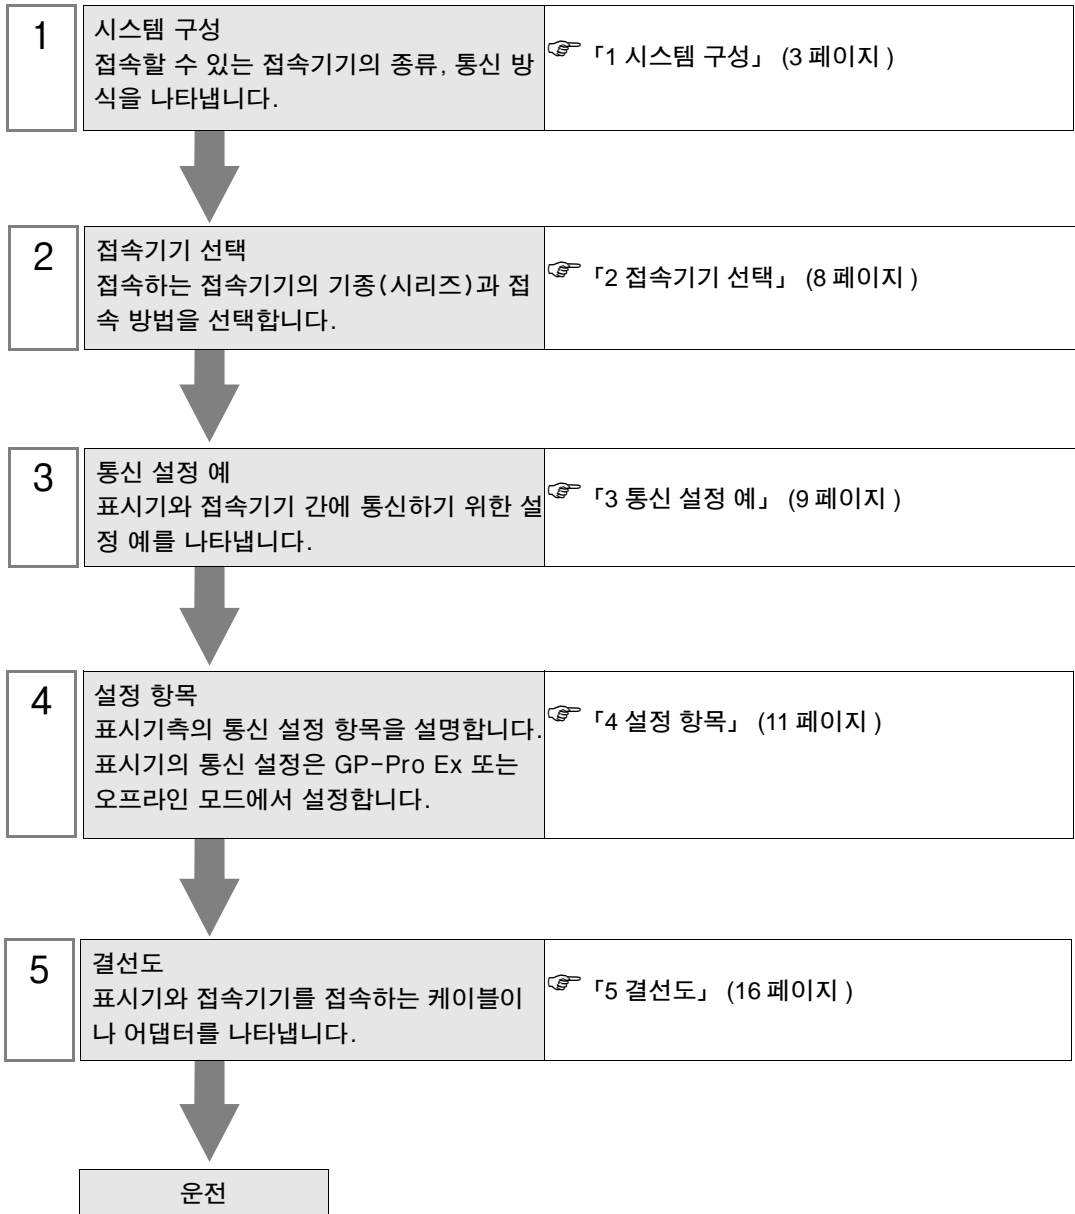 1
시스템 구성
접속할 수 있는 접속기기의 종류, 통신 방
식을 나타냅니다.
☞ 「1 시스템 구성」 (3 페이지 )
2
접속기기 선택
접속하는 접속기기의 기종(시리즈)과 접
속 방법을 선택합니다.
☞ 「2 접속기기 선택」 (8 페이지 )
3
통신 설정 예
표시기와 접속기기 간에 통신하기 위한 설
정 예를 나타냅니다.
☞ 「3 통신 설정 예」 (9 페이지 )
4
설정 항목
표시기측의 통신 설정 항목을 설명합니다.
표시기의 통신 설정은 GP-Pro Ex 또는
오프라인 모드에서 설정합니다.
☞ 「4 설정 항목」 (11 페이지 )
5
결선도
표시기와 접속기기를 접속하는 케이블이
나 어댑터를 나타냅니다.
☞ 「5 결선도」 (16 페이지 )
운전